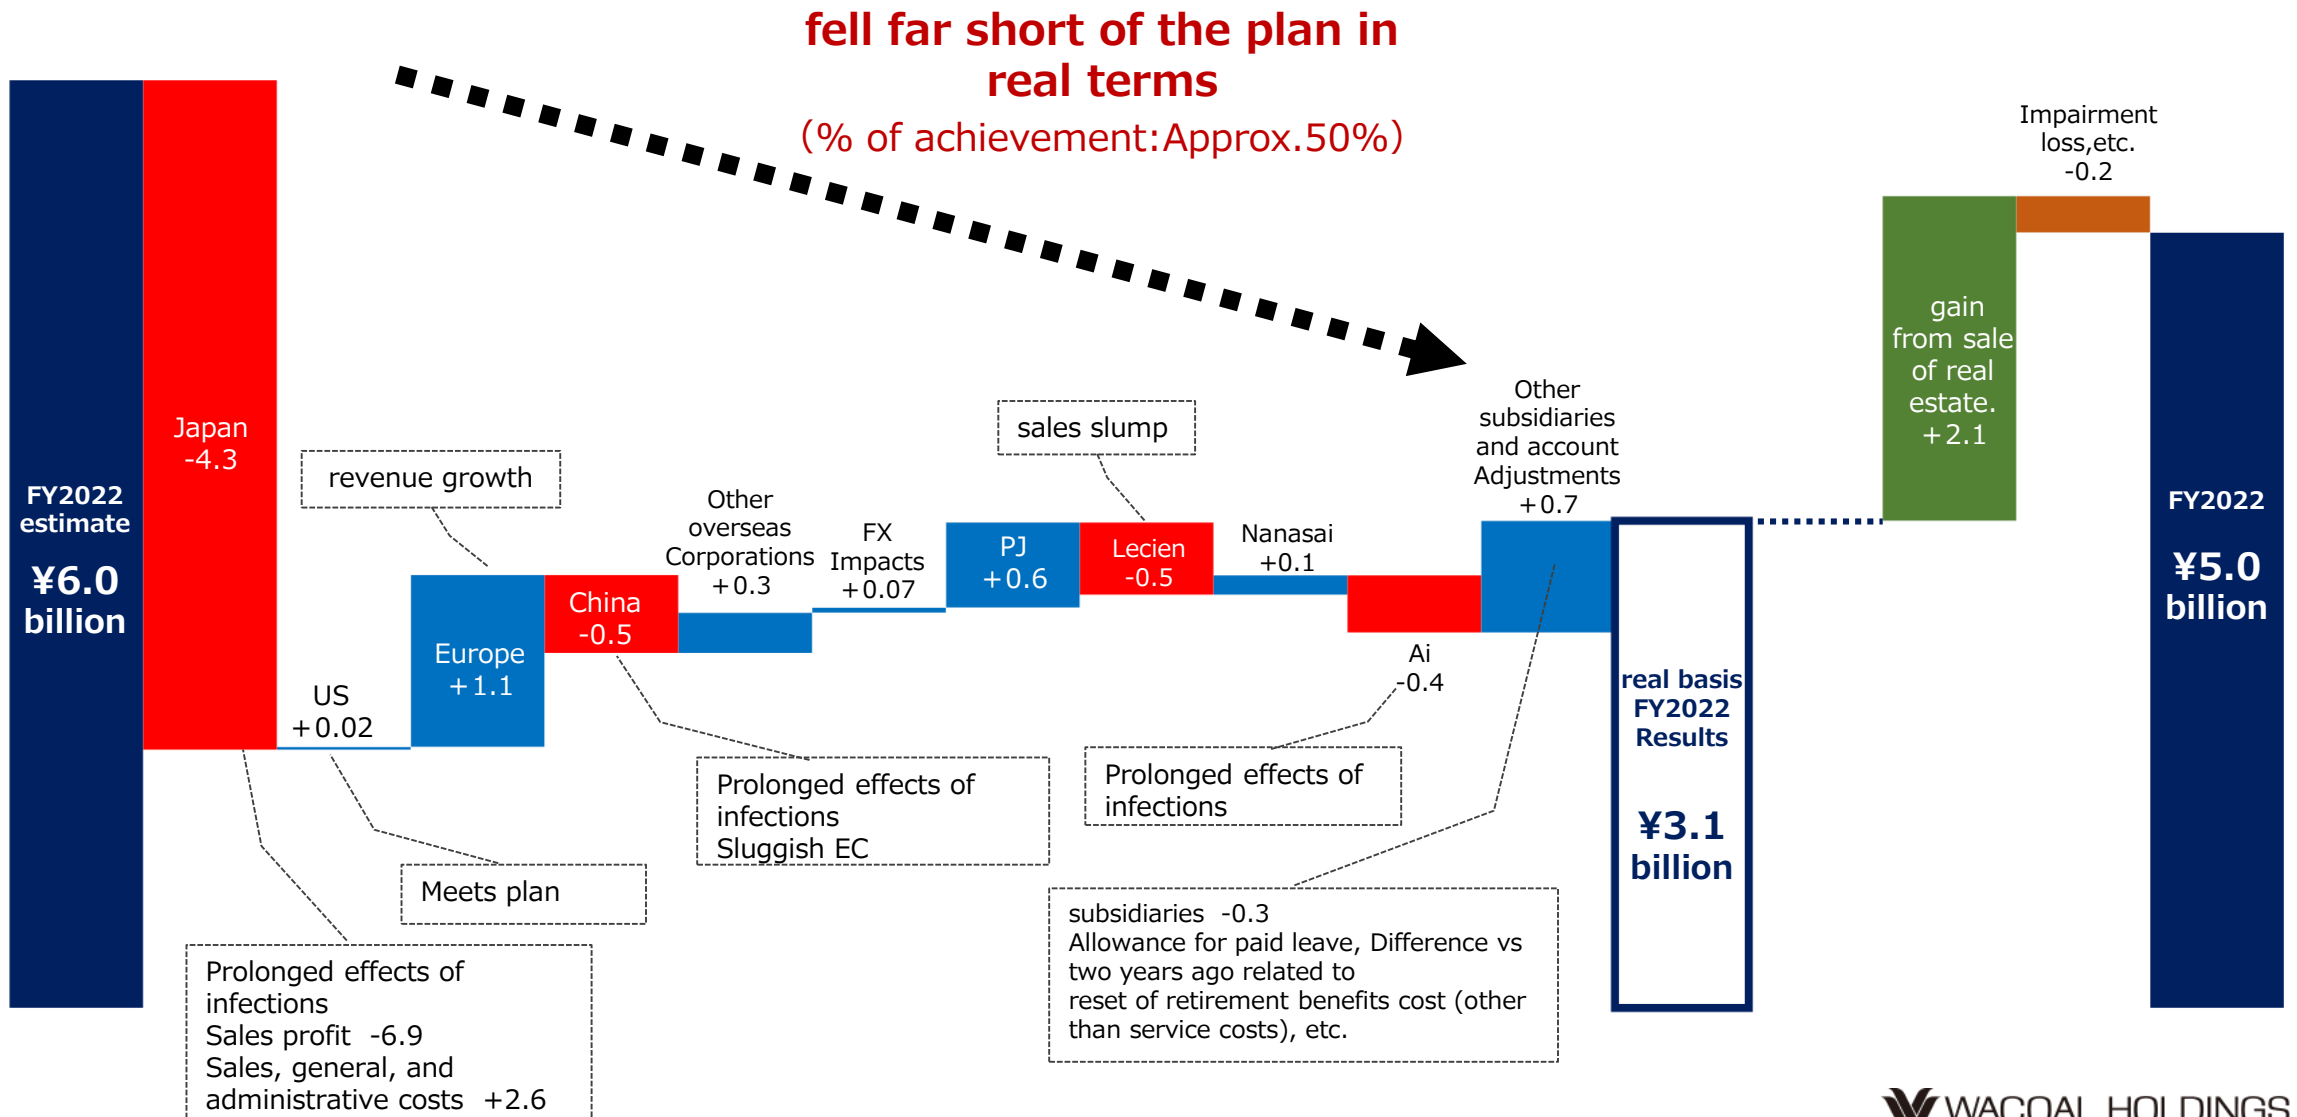 fell far short of the plan in
real terms
(% of achievement:Approx.50%)
Impairment
loss,etc.
-0.2
FY2022
estimate
¥6.0
billion
Japan
-4.3
US
+0.02
revenue growth
Europe
+1.1
China
-0.5
Other
overseas
Corporations
+0.3
FX
Impacts
+0.07
PJ
+0.6
sales slump
Lecien
-0.5
Nanasai
+0.1
Ai
-0.4
Other
subsidiaries
and account
Adjustments
+0.7
real basis
FY2022
Results
¥3.1
billion
gain
from sale
of real
estate.
+2.1
FY2022
¥5.0
billion
Prolonged effects of
infections
Sluggish EC
Prolonged effects of
infections
Meets plan
subsidiaries -0.3
Allowance for paid leave, Difference vs
two years ago related to
reset of retirement benefits cost (other
than service costs), etc.
Prolonged effects of
infections
Sales profit -6.9
Sales, general, and
administrative costs +2.6
WACOAL HOLDINGS